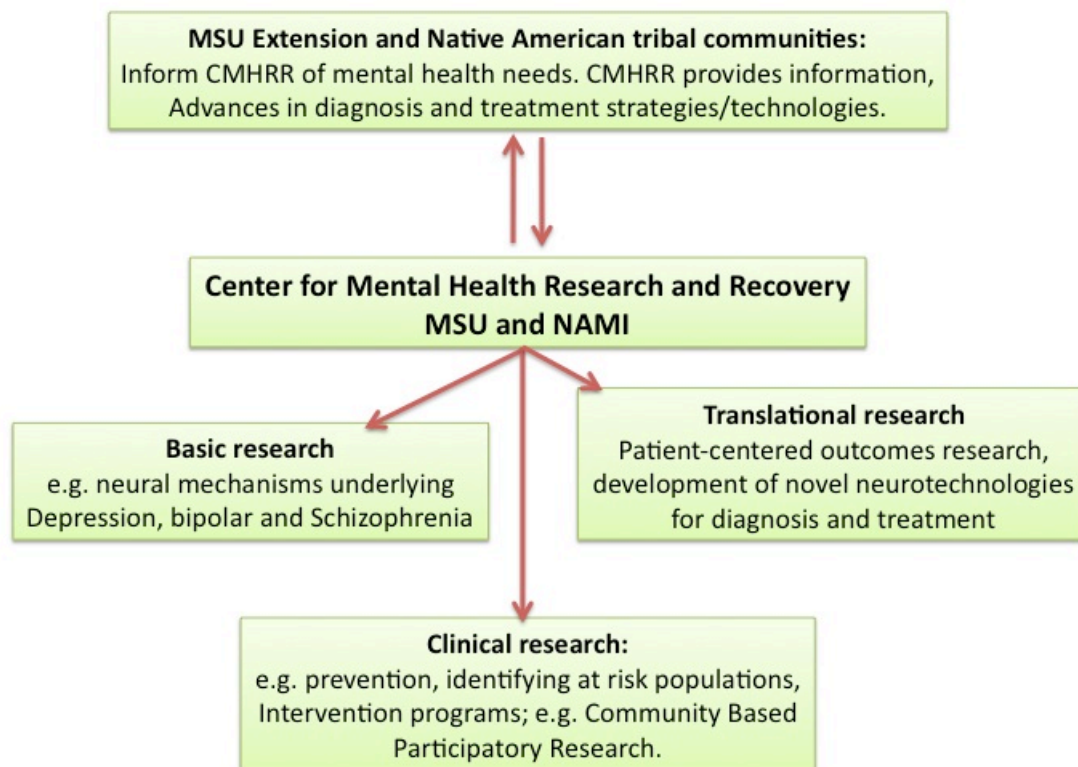 MSU Extension and Native American tribal communities:
Inform CMHRR of mental health needs. CMHRR provides information,
Advances in diagnosis and treatment strategies/technologies.
Center for Mental Health Research and Recovery
MSU and NAMI
Basic research
e.g. neural mechanisms underlying
Depression, bipolar and Schizophrenia
Translational research
Patient-centered outcomes research,
development of novel neurotechnologies
for diagnosis and treatment
Clinical research:
e.g. prevention, identifying at risk populations,
Intervention programs; e.g. Community Based
Participatory Research.